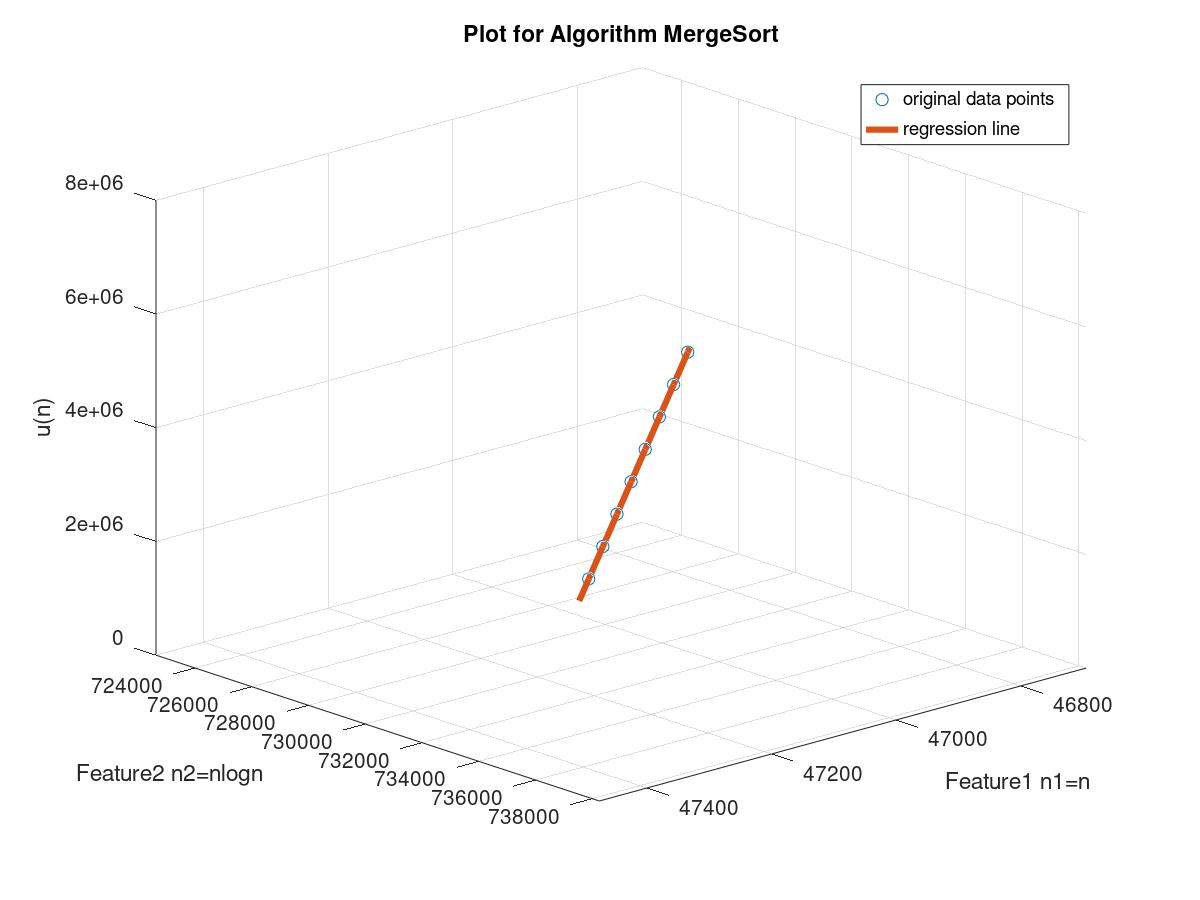 Plot for Algorithm MergeSort
original data points
regression line
8e+06
6e+06
4e+06
2e+06
0
u(n)
724000
726000
728000
730000
732000
734000
736000
738000
Feature2 n2=nlogn
46800
47000
47200
47400
Feature1 n1=n